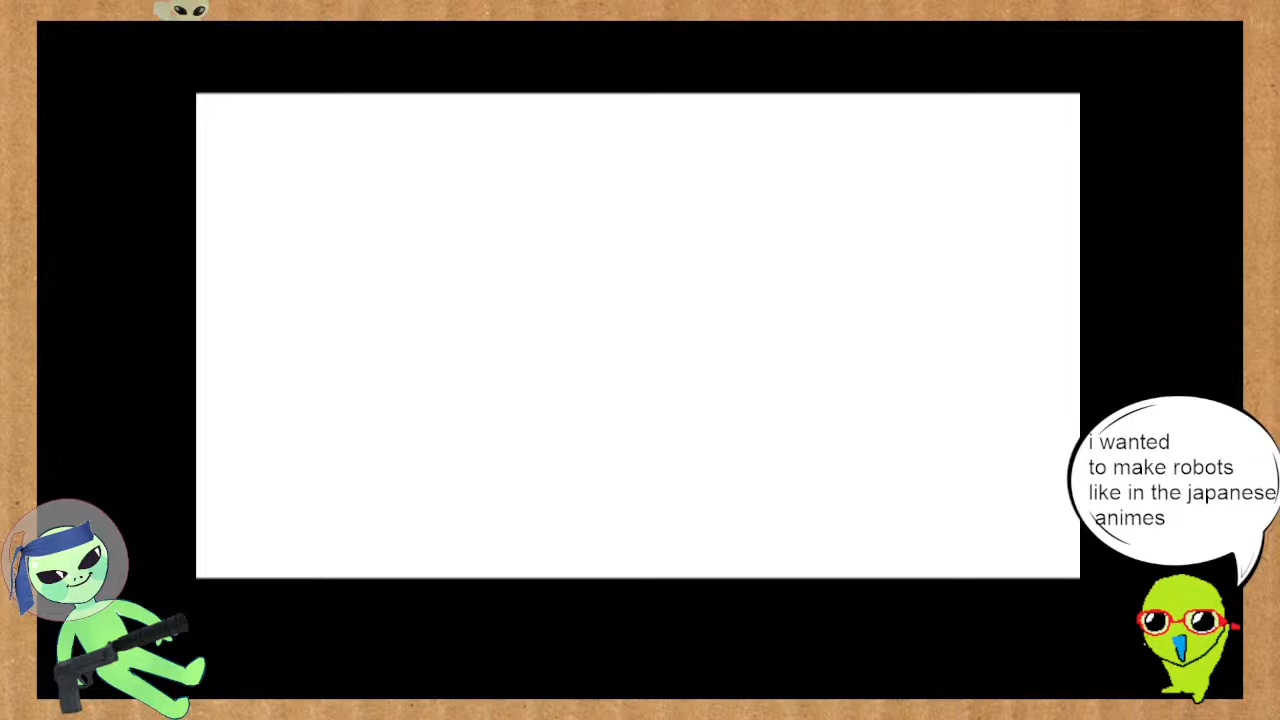 i wanted
to make robots
like in the japanese
animes